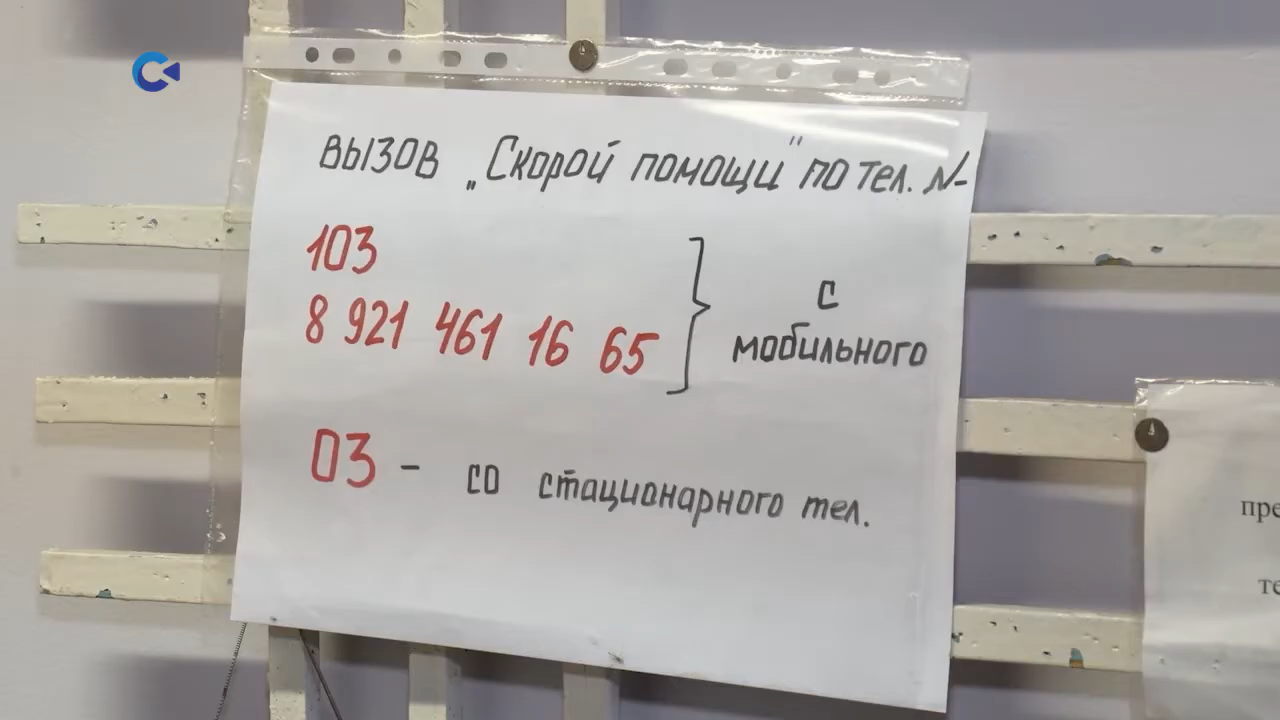 ВЫЗОВ „Скорой помощи" по тел. №
103
8 921 461 16 65
с
мобильного
03 - со стационарного тел.
пре
те